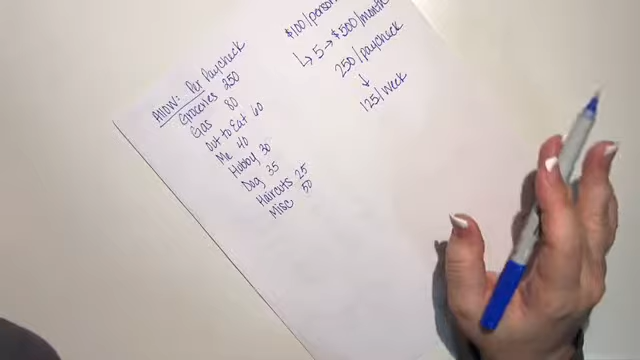 Allow: Per Paycheck
Groceries 250
Gas 80
Out to Eat 60
Me 40
Hubby 30
Dog 35
Haircuts 25
Misc 50
$100/person
↳ 5 → $500/month
250/paycheck
↓
125/week